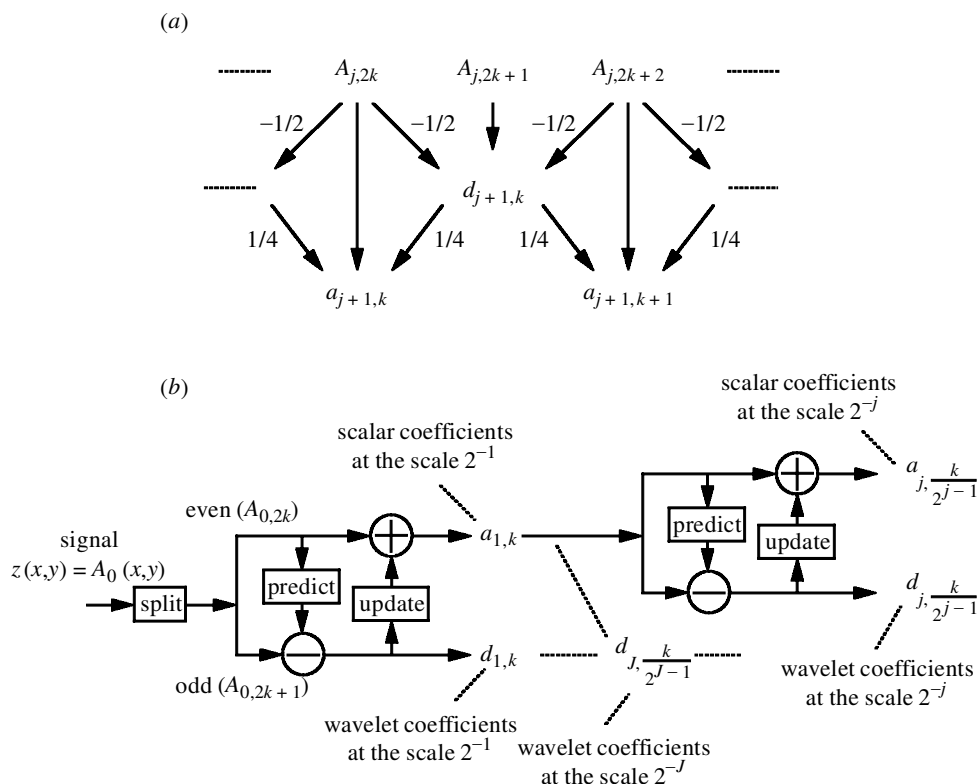 (a)
A_{j,2k} A_{j,2k+1} A_{j,2k+2}
−1/2 −1/2 −1/2 −1/2
d_{j+1,k}
1/4 1/4 1/4 1/4
a_{j+1,k} a_{j+1,k+1}
(b)
scalar coefficients
at the scale 2^{−j}
scalar coefficients
at the scale 2^{−1}
a_{j, \frac{k}{2^{j−1}}}
even (A_{0,2k})
predict
a_{1,k}
update
signal
z(x,y) = A_0 (x,y)
split
predict
update
d_{j, \frac{k}{2^{j−1}}}
d_{1,k}
d_{J, \frac{k}{2^{J−1}}}
odd (A_{0,2k+1})
wavelet coefficients
at the scale 2^{−j}
wavelet coefficients
at the scale 2^{−1}
wavelet coefficients
at the scale 2^{−J}